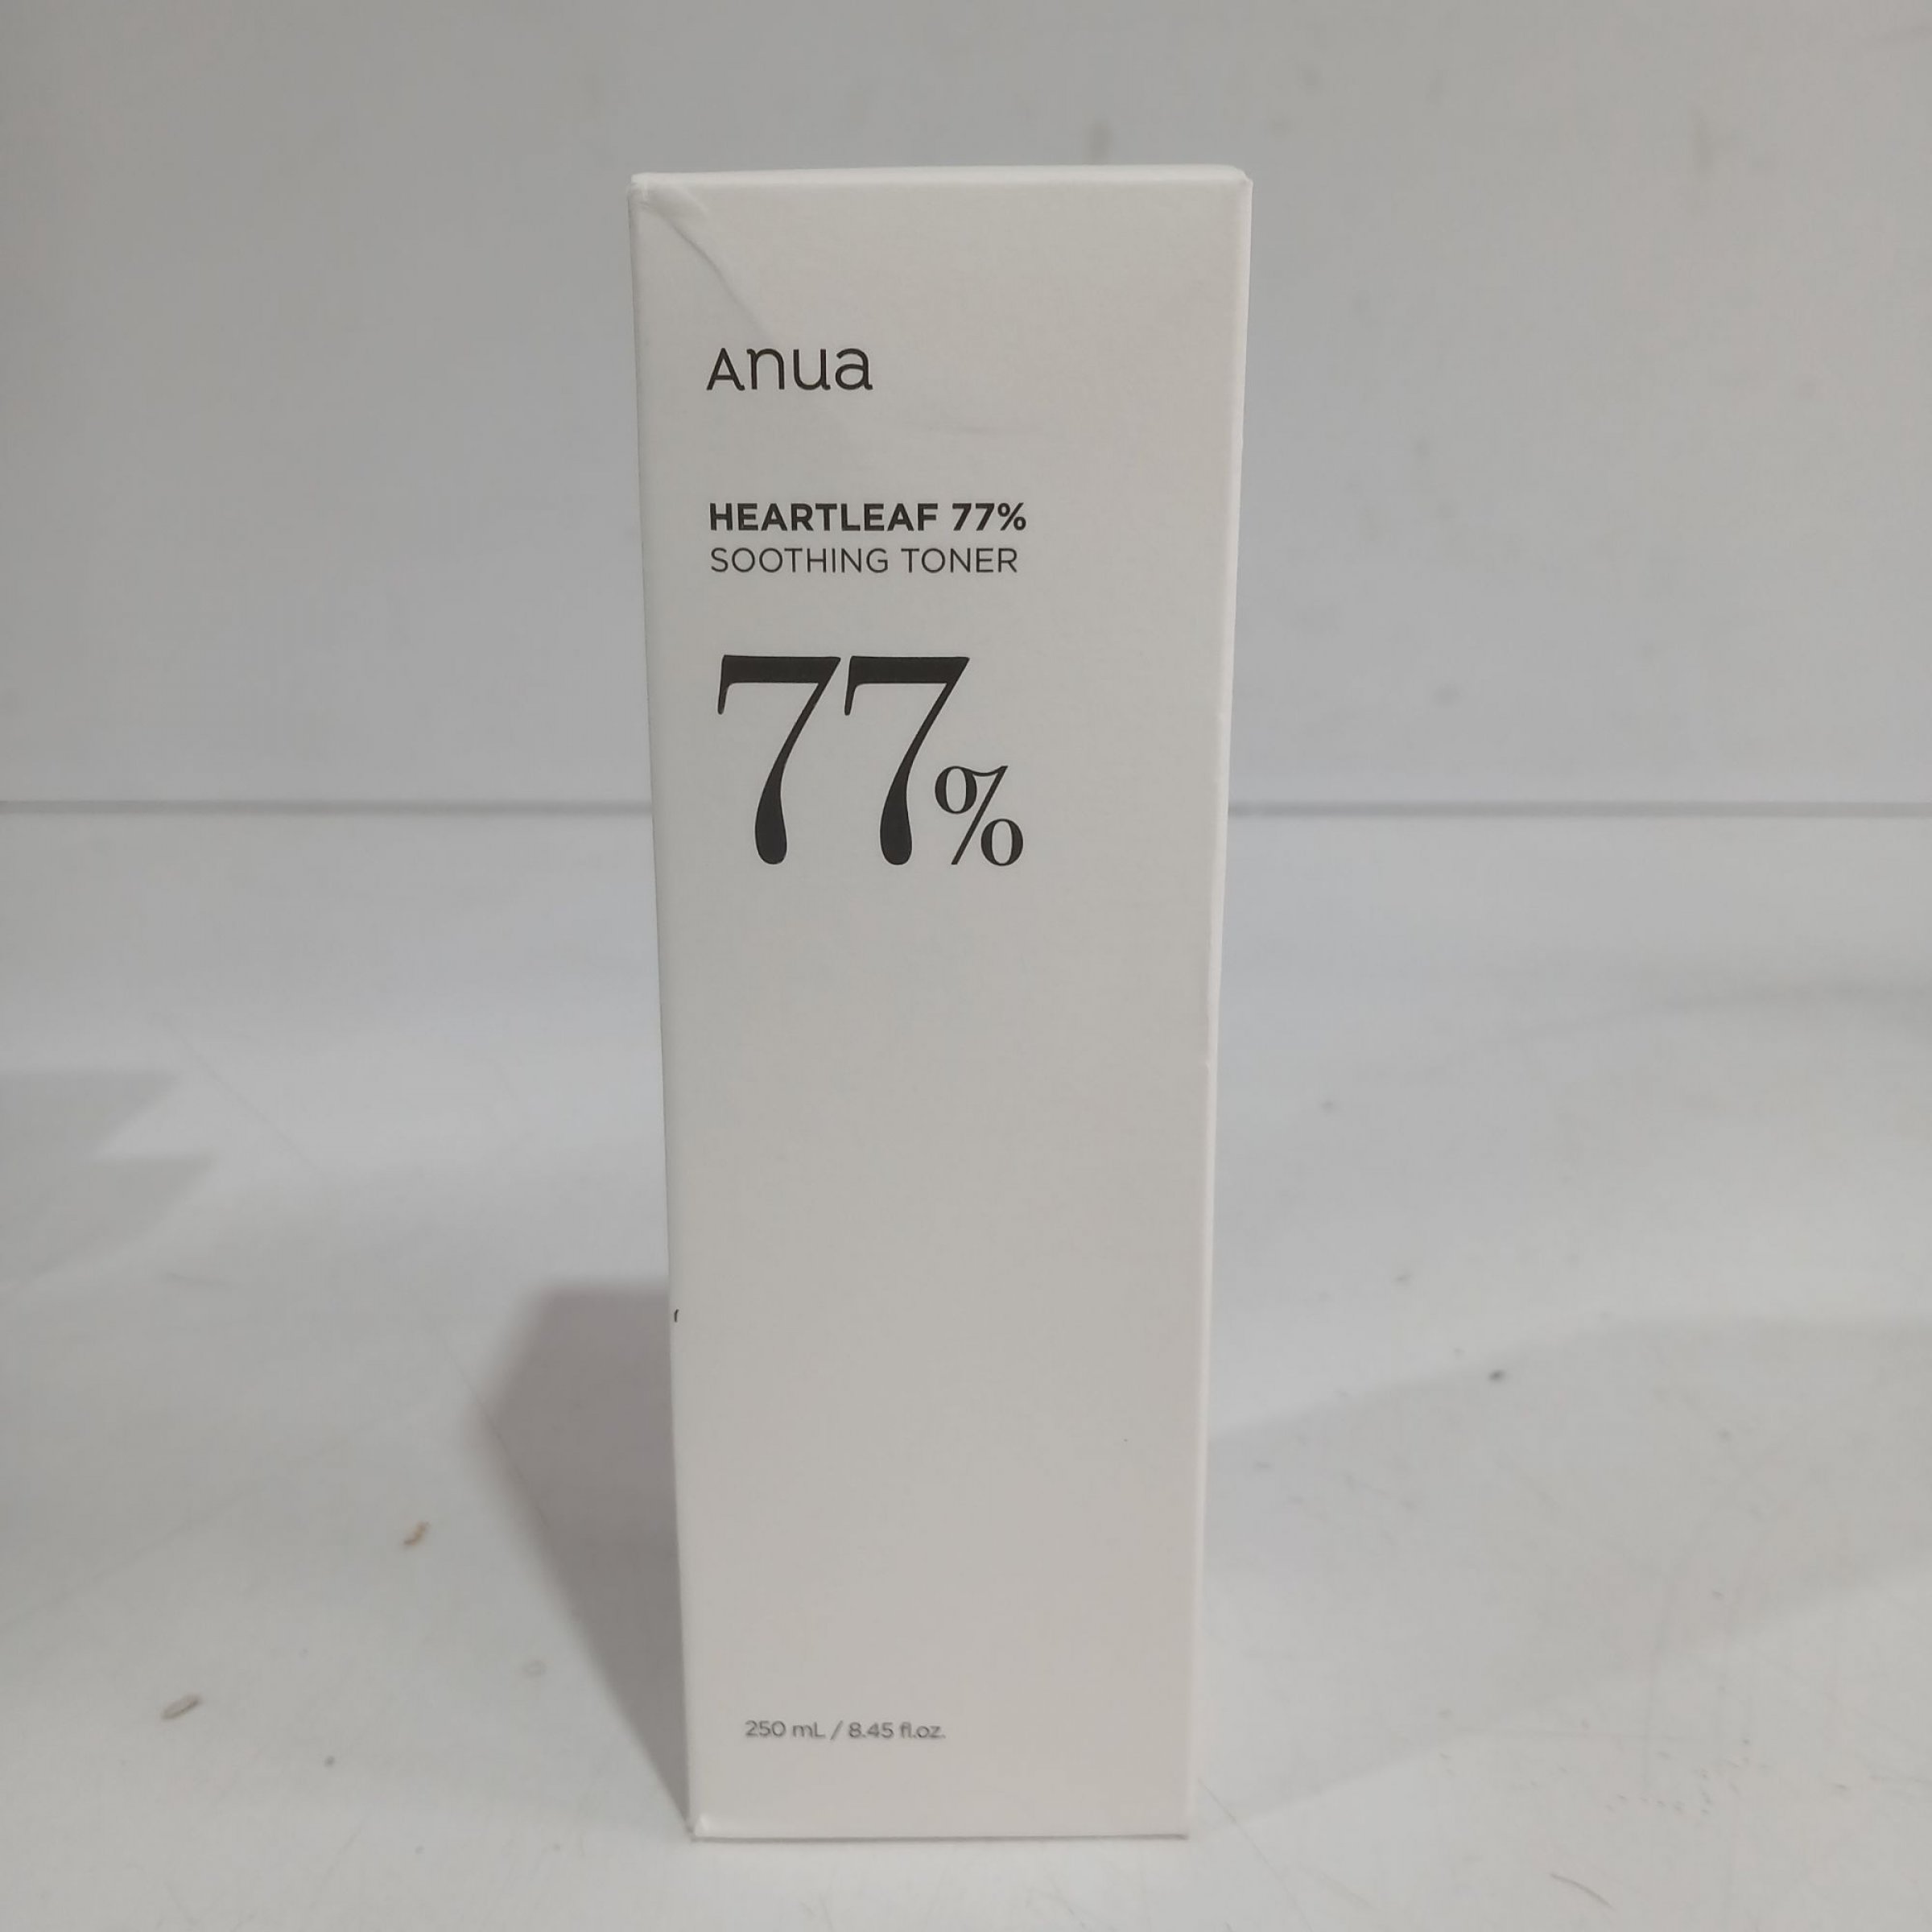 Anua
HEARTLEAF 77%
SOOTHING TONER
77%
250 mL / 8.45 fl.oz.